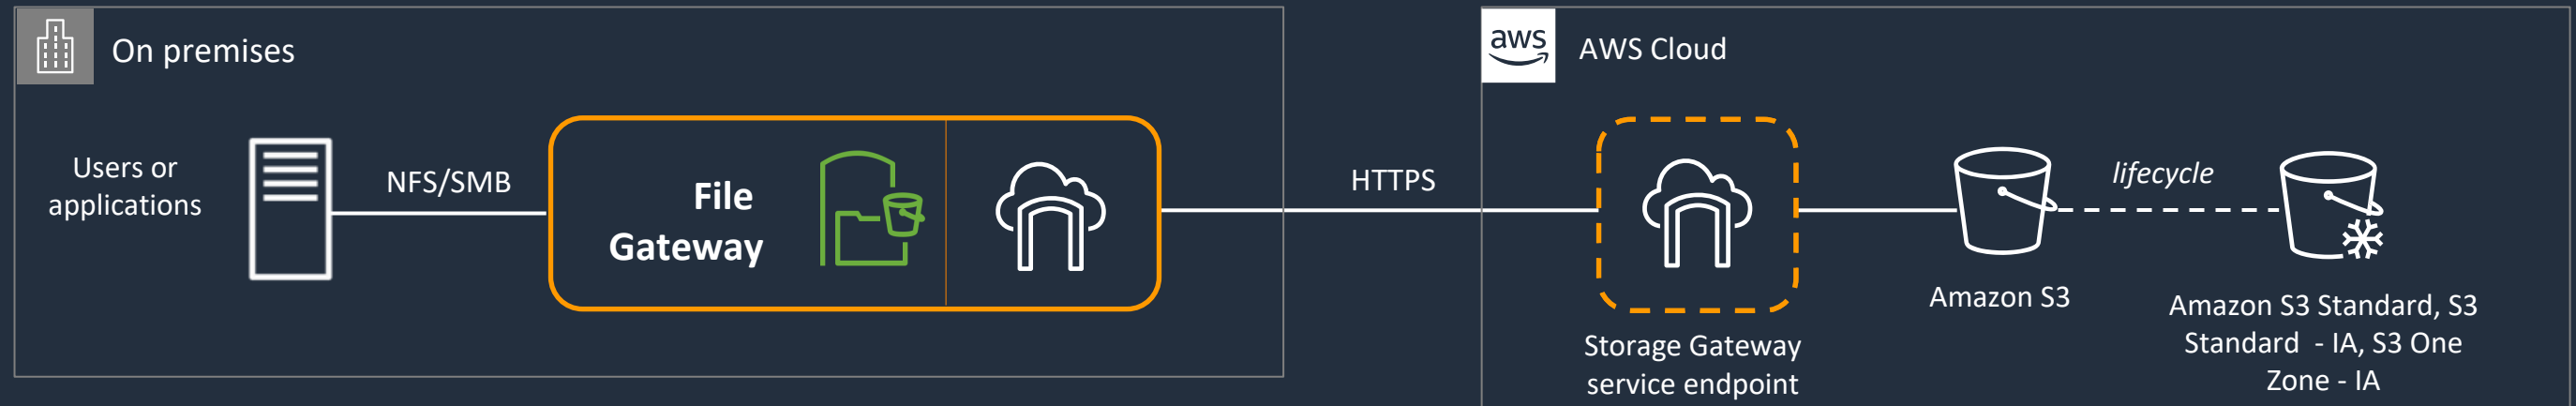 On premises
Users or
applications
NFS/SMB
File
Gateway
HTTPS
aws
AWS Cloud
Storage Gateway
service endpoint
Amazon S3
lifecycle
Amazon S3 Standard, S3
Standard - IA, S3 One
Zone - IA